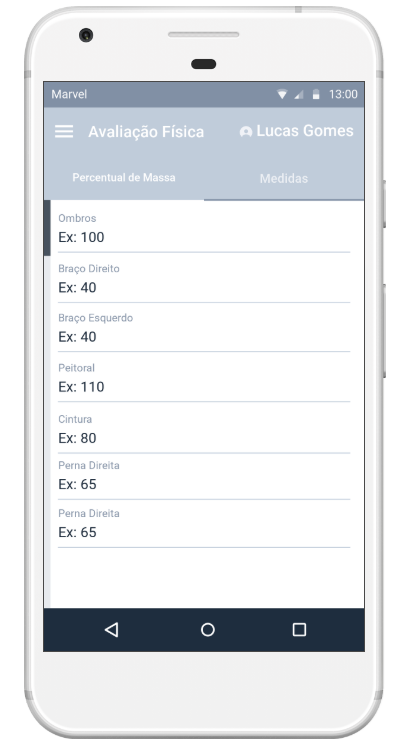 Marvel 13:00
Avaliação Física Lucas Gomes
Percentual de Massa Medidas
Ombros
Ex: 100
Braço Direito
Ex: 40
Braço Esquerdo
Ex: 40
Peitoral
Ex: 110
Cintura
Ex: 80
Perna Direita
Ex: 65
Perna Direita
Ex: 65